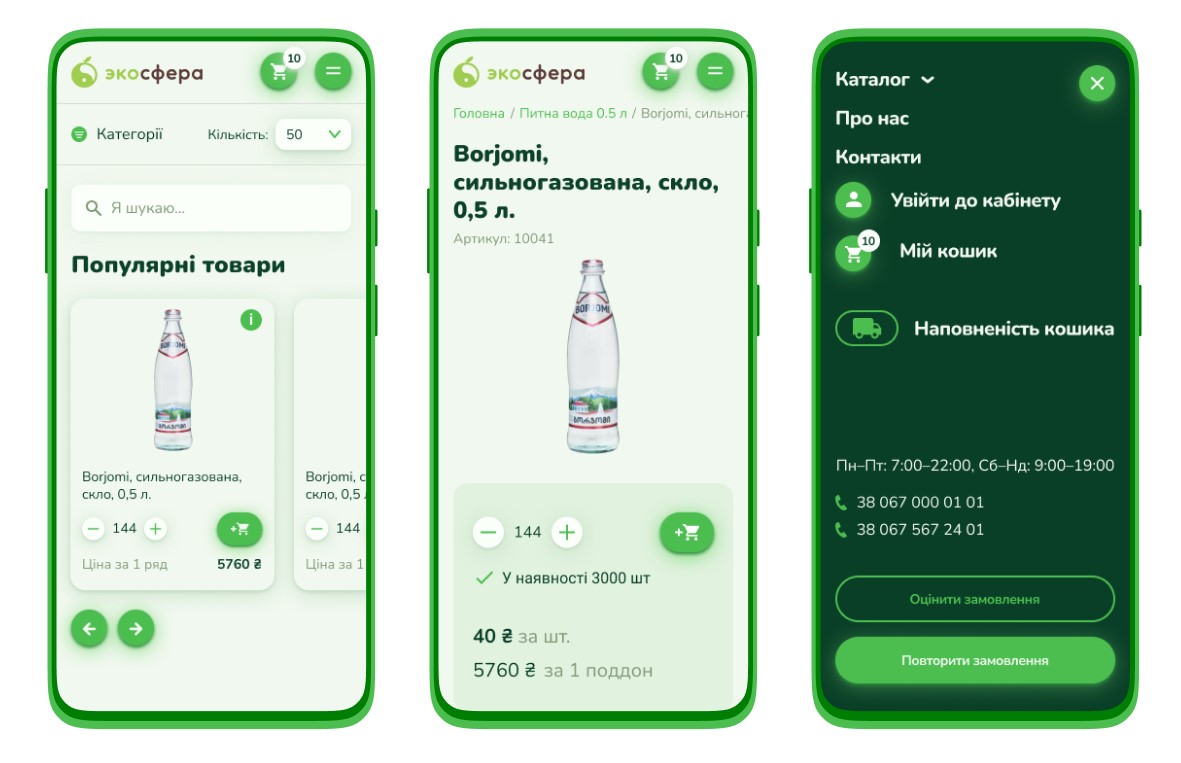 экосфера
10
Категорії
Кількість:
50
Я шукаю...
Популярні товари
i
BORJOMI
ბორჯომი
Borjomi, сильногазована,
скло, 0,5 л.
144
Ціна за 1 ряд
5760 ₴
Borjomi, с
скло, 0,5 л
144
Ціна за 1
экосфера
10
Головна / Питна вода 0.5 л / Borjomi, сильнога
Borjomi,
сильногазована, скло,
0,5 л.
Артикул: 10041
BORJOMI
ბორჯომი
144
У наявності 3000 шт
40 ₴ за шт.
5760 ₴ за 1 поддон
Каталог
Про нас
Контакти
Увійти до кабінету
10
Мій кошик
Наповненість кошика
Пн–Пт: 7:00–22:00, Сб–Нд: 9:00–19:00
38 067 000 01 01
38 067 567 24 01
Оцінити замовлення
Повторити замовлення